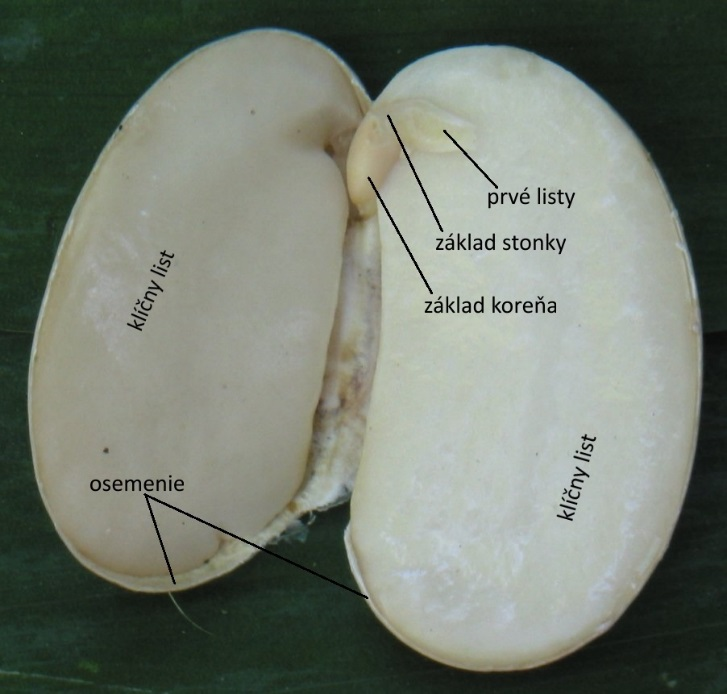 prvé listy
základ stonky
základ koreňa
klíčny list
klíčny list
osemenie